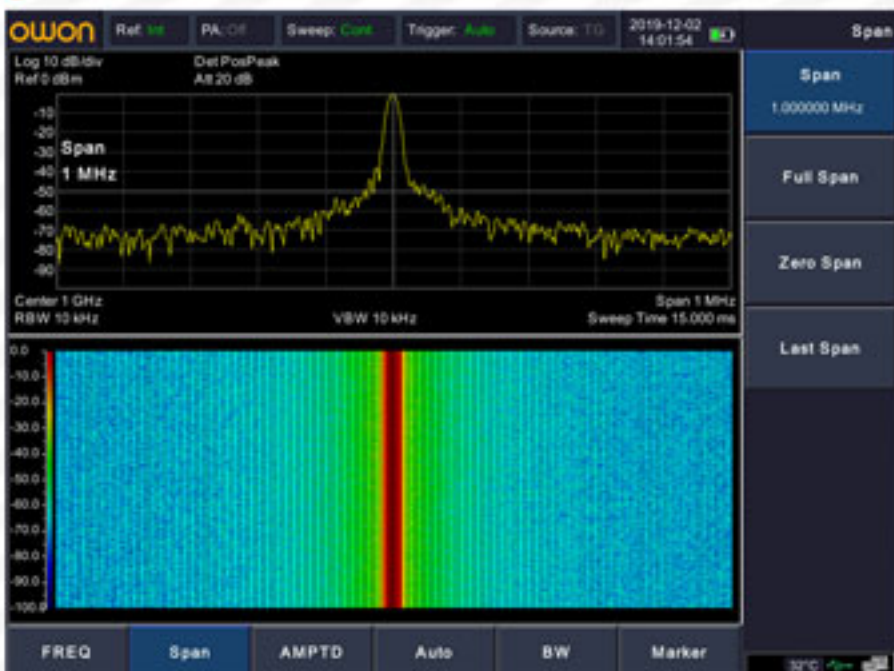 OWON Ref: Int PA: Off Sweep: Cont Trigger: Auto Source: TG 2019-12-02 14:01:54 Span
Log 10 dB/div Det PosPeak
Ref 0 dBm Att 20 dB
-10
-20
-30
-40
-50
-60
-70
-80
-90
Span
1 MHz
Center 1 GHz Span 1 MHz
RBW 10 kHz VBW 10 kHz Sweep Time 15.000 ms
0.0
-10.0
-20.0
-30.0
-40.0
-50.0
-60.0
-70.0
-80.0
-90.0
-100.0
Span
1.000000 MHz
Full Span
Zero Span
Last Span
FREQ Span AMPTD Auto BW Marker
32°C